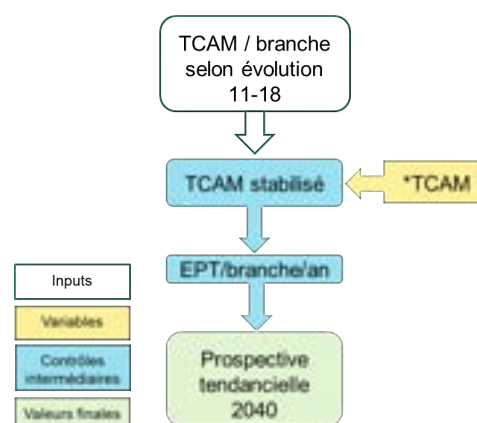 TCAM / branche
selon évolution
11-18
TCAM stabilisé
*TCAM
EPT/branche/an
Prospective
tendancielle
2040
Inputs
Variables
Contrôles
intermédiaires
Valeurs finales